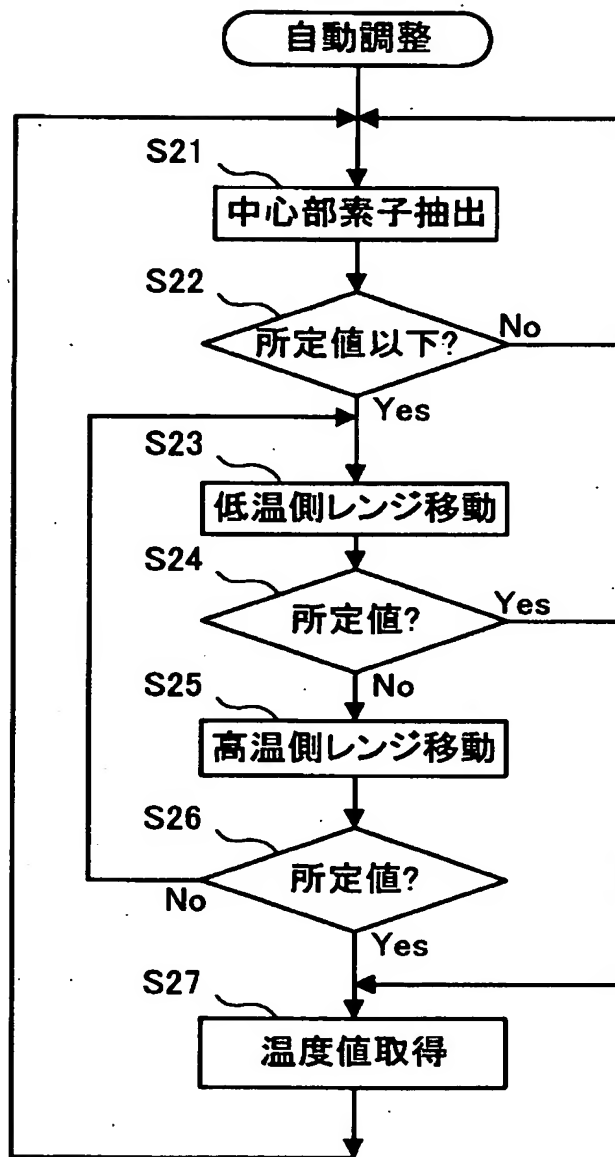 自動調整
S21
中心部素子抽出
S22
所定値以下?
No
Yes
S23
低温側レンジ移動
S24
所定値?
Yes
No
S25
高温側レンジ移動
S26
所定値?
No
Yes
S27
温度値取得